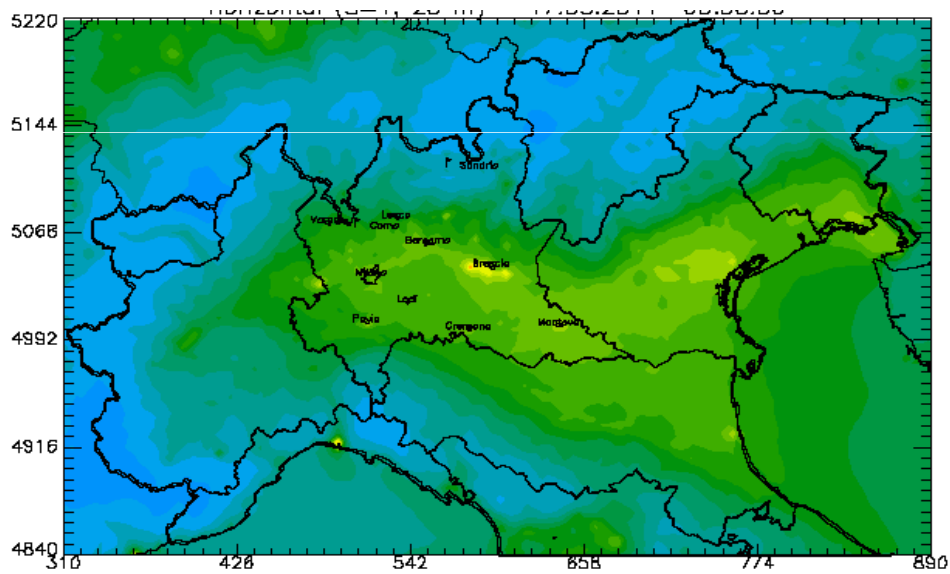 5220
5144
Sondrio
Varese Lecco
Como
5068
Bergamo
Brescia
Milano
Lodi
Pavia Cremona Mantova
4992
4916
4840
310 426 542 658 774 890